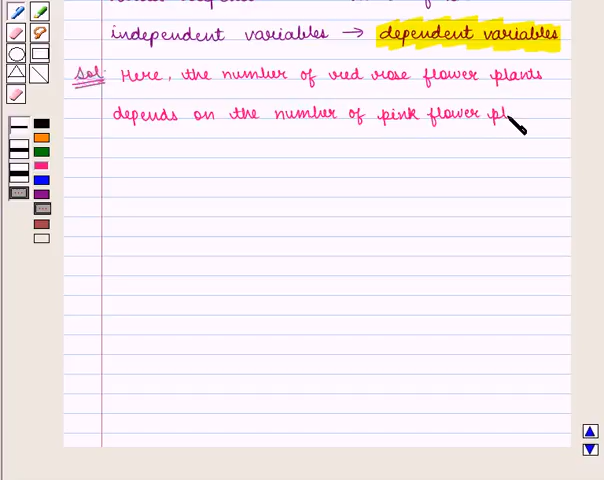 independent variables → dependent variables
Sol: Here, the number of red rose flower plants
depends on the number of pink flower pl